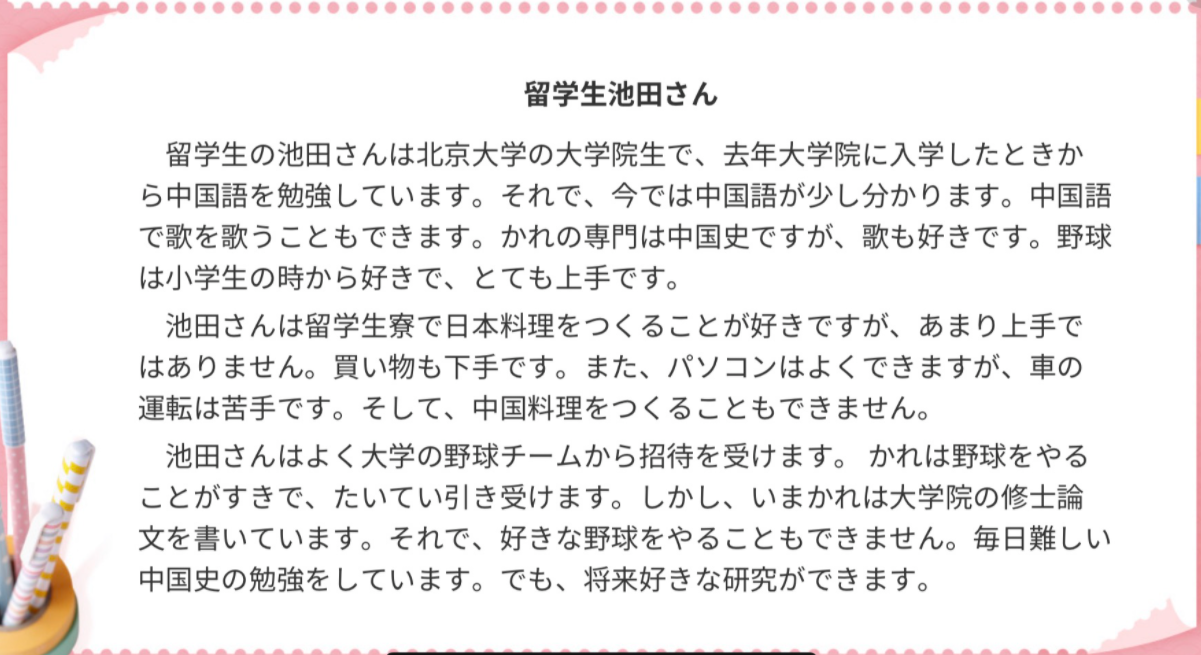 留学生池田さん
留学生の池田さんは北京大学の大学院生で、去年大学院に入学したときか
ら中国語を勉強しています。それで、今では中国語が少し分かります。中国語
で歌を歌うこともできます。かれの専門は中国史ですが、歌も好きです。野球
は小学生の時から好きで、とても上手です。
池田さんは留学生寮で日本料理をつくることが好きですが、あまり上手で
はありません。買い物も下手です。また、パソコンはよくできますが、車の
運転は苦手です。そして、中国料理をつくることもできません。
池田さんはよく大学の野球チームから招待を受けます。 かれは野球をやる
ことがすきで、たいてい引き受けます。しかし、いまかれは大学院の修士論
文を書いています。それで、好きな野球をやることもできません。毎日難しい
中国史の勉強をしています。でも、将来好きな研究ができます。